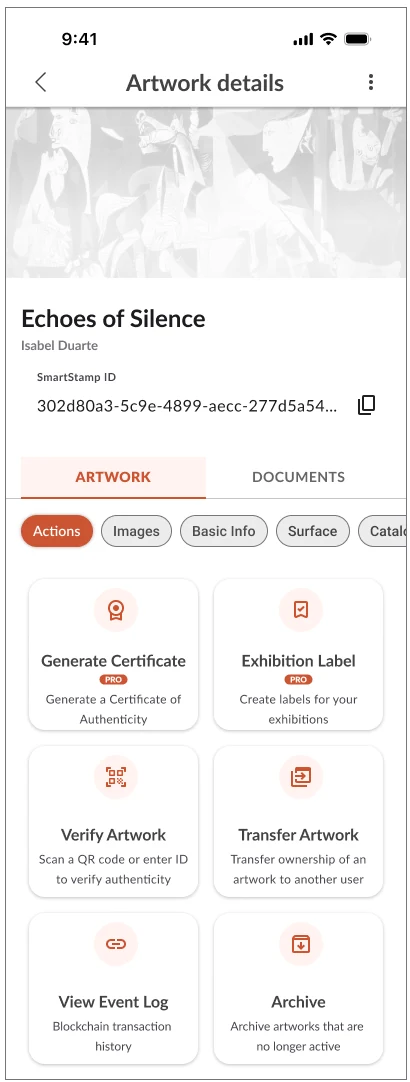 9:41
Artwork details
Echoes of Silence
Isabel Duarte
SmartStamp ID
302d80a3-5c9e-4899-aecc-277d5a54...
ARTWORK
DOCUMENTS
Actions
Images
Basic Info
Surface
Catalo
Generate Certificate
PRO
Generate a Certificate of
Authenticity
Exhibition Label
PRO
Create labels for your
exhibitions
Verify Artwork
Scan a QR code or enter ID
to verify authenticity
Transfer Artwork
Transfer ownership of an
artwork to another user
View Event Log
Blockchain transaction
history
Archive
Archive artworks that are
no longer active